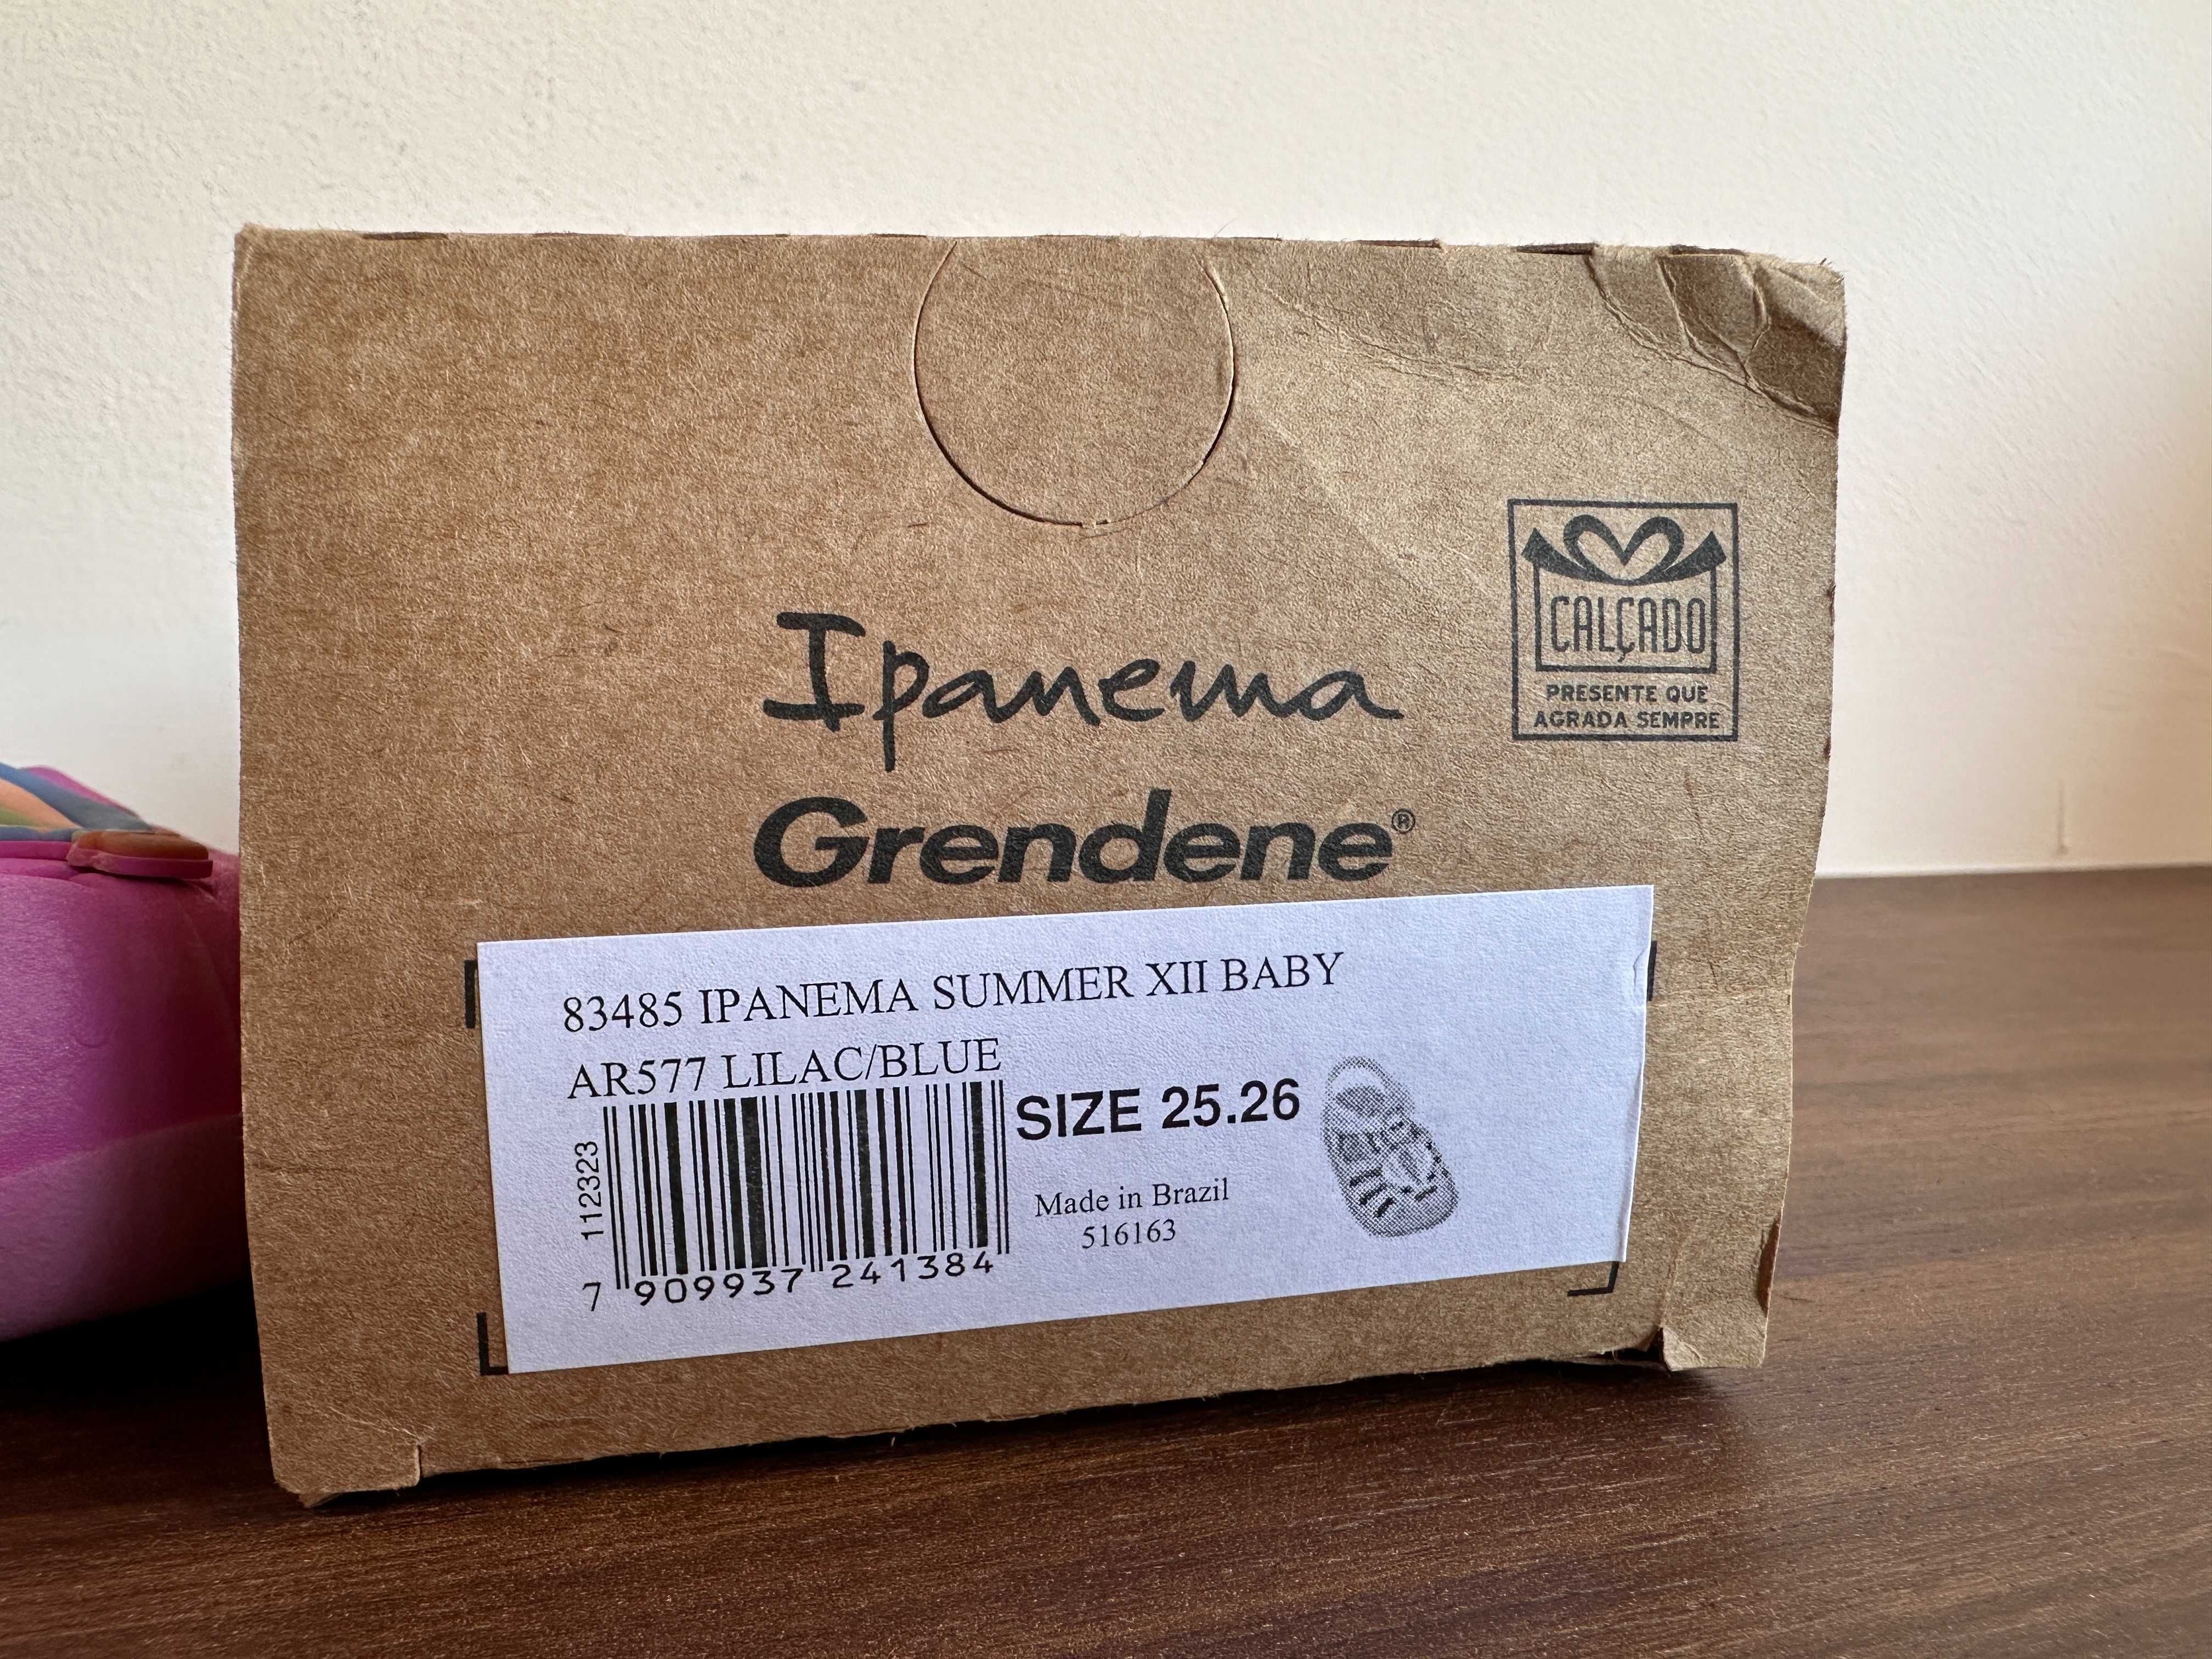 Ipanema
Grendene®
CALÇADO
PRESENTE QUE
AGRADA SEMPRE
83485 IPANEMA SUMMER XII BABY
AR577 LILAC/BLUE
SIZE 25.26
112323
Made in Brazil
516163
7 909937 241384